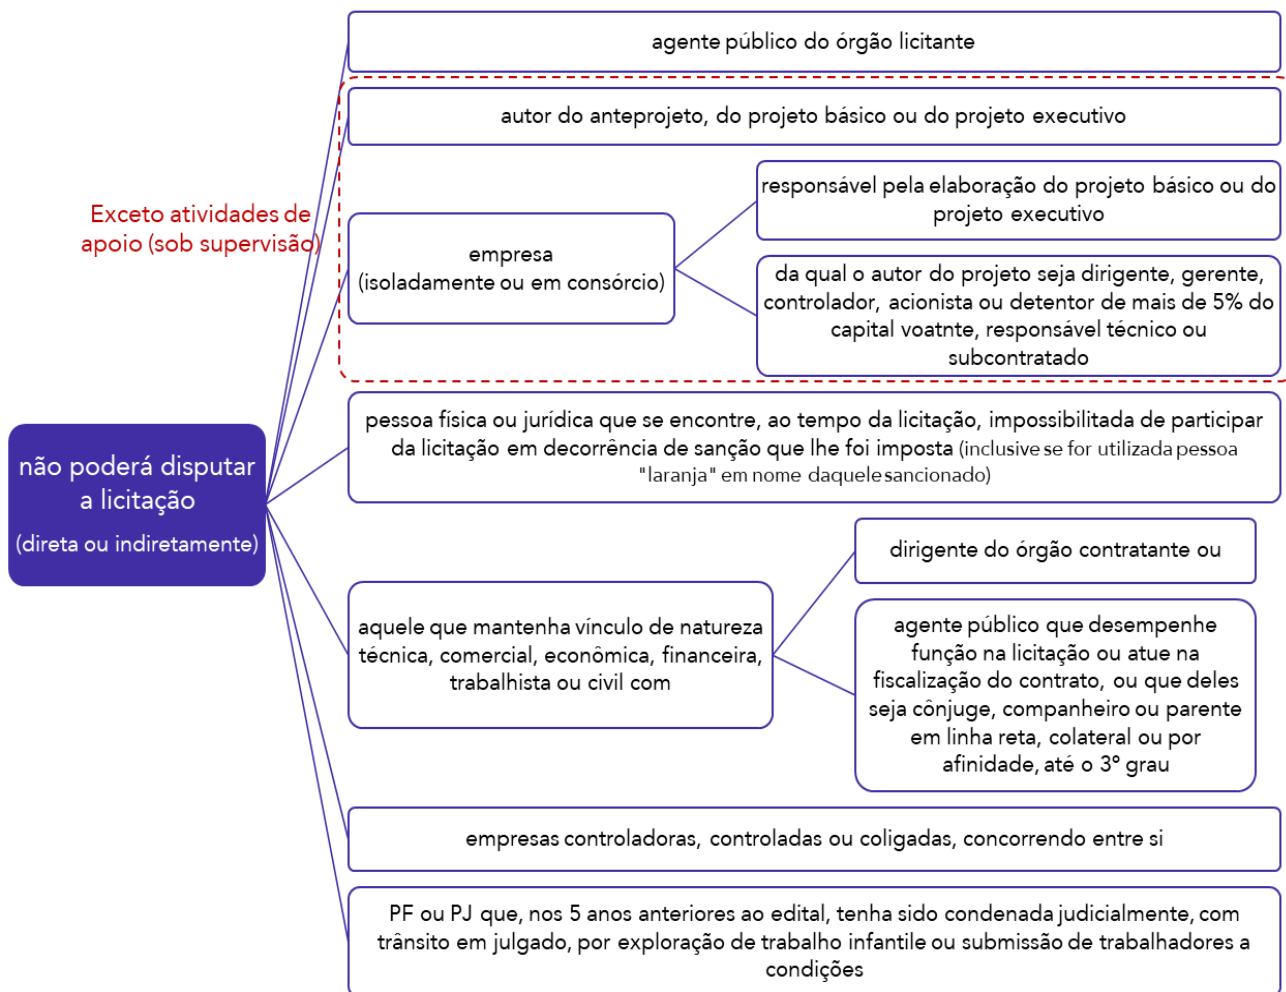 agente público do órgão licitante
autor do anteprojeto, do projeto básico ou do projeto executivo
Exceto atividades de
apoio (sob supervisão)
empresa
(isoladamente ou em consórcio)
responsável pela elaboração do projeto básico ou do
projeto executivo
da qual o autor do projeto seja dirigente, gerente,
controlador, acionista ou detentor de mais de 5% do
capital voatnte, responsável técnico ou
subcontratado
não poderá disputar
a licitação
(direta ou indiretamente)
pessoa física ou jurídica que se encontre, ao tempo da licitação, impossibilitada de participar
da licitação em decorrência de sanção que lhe foi imposta (inclusive se for utilizada pessoa
"laranja" em nome daquele sancionado)
aquele que mantenha vínculo de natureza
técnica, comercial, econômica, financeira,
trabalhista ou civil com
dirigente do órgão contratante ou
agente público que desempenhe
função na licitação ou atue na
fiscalização do contrato, ou que deles
seja cônjuge, companheiro ou parente
em linha reta, colateral ou por
afinidade, até o 3º grau
empresas controladoras, controladas ou coligadas, concorrendo entre si
PF ou PJ que, nos 5 anos anteriores ao edital, tenha sido condenada judicialmente, com
trânsito em julgado, por exploração de trabalho infantile ou submissão de trabalhadores a
condições